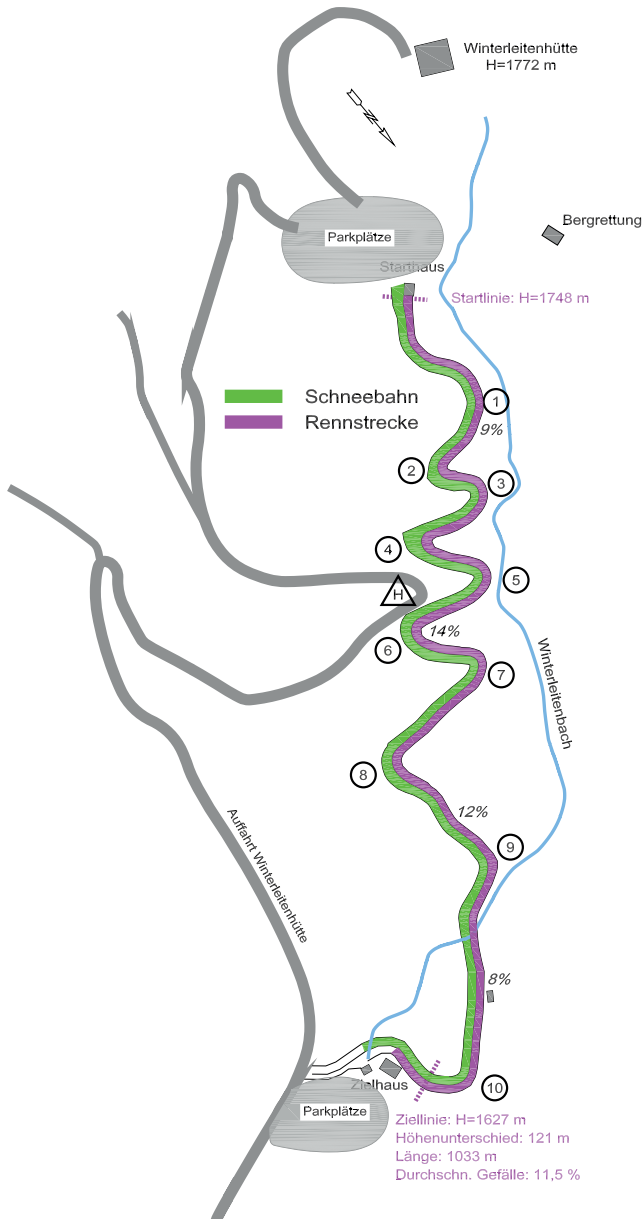 Winterleitenhütte
H=1772 m
N
Bergrettung
Parkplätze
Starthaus
Startlinie: H=1748 m
Schneebahn
Rennstrecke
1
9%
2
3
4
5
H
14%
6
7
Winterleitenbach
8
12%
9
Auffahrt Winterleitenhütte
8%
Zielhaus
10
Parkplätze
Ziellinie: H=1627 m
Höhenunterschied: 121 m
Länge: 1033 m
Durchschn. Gefälle: 11,5 %